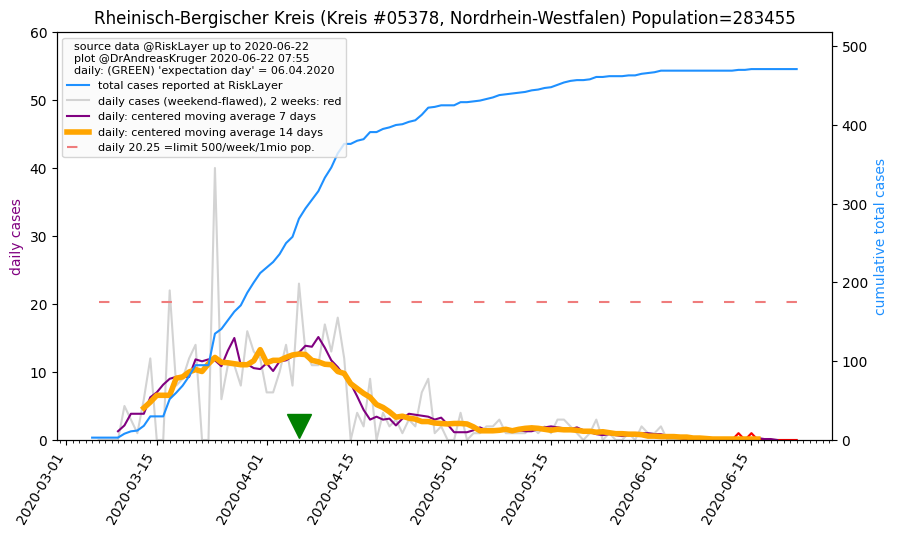 Rheinisch-Bergischer Kreis (Kreis #05378, Nordrhein-Westfalen) Population=283455
source data @RiskLayer up to 2020-06-22
plot @DrAndreasKruger 2020-06-22 07:55
daily: (GREEN) 'expectation day' = 06.04.2020
total cases reported at RiskLayer
daily cases (weekend-flawed), 2 weeks: red
daily: centered moving average 7 days
daily: centered moving average 14 days
daily 20.25 =limit 500/week/1mio pop.
daily cases
60
50
40
30
20
10
0
cumulative total cases
500
400
300
200
100
0
2020-03-01
2020-03-15
2020-04-01
2020-04-15
2020-05-01
2020-05-15
2020-06-01
2020-06-15